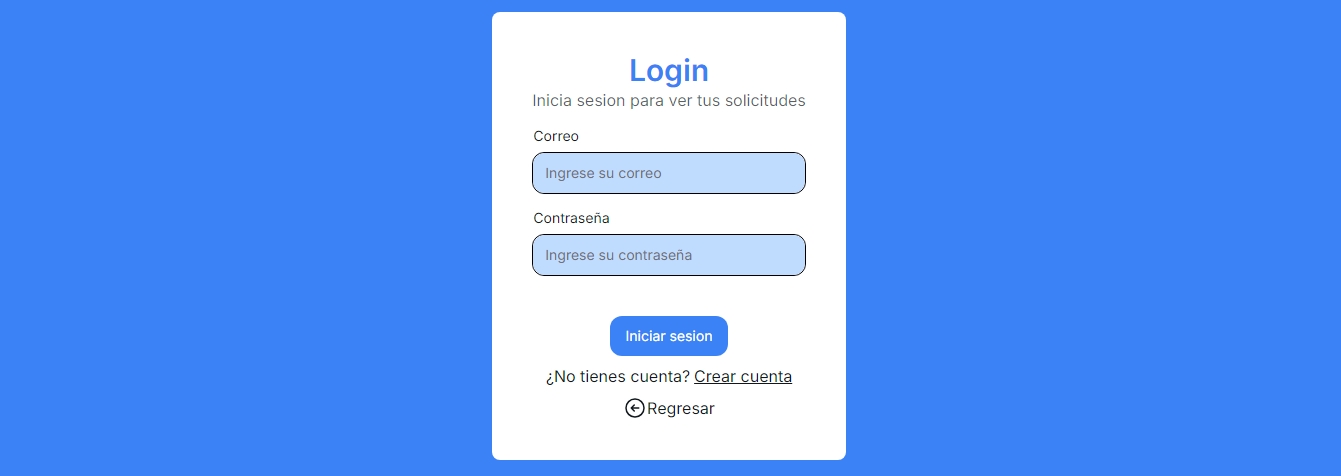 Login
Inicia sesion para ver tus solicitudes
Correo
Ingrese su correo
Contraseña
Ingrese su contraseña
Iniciar sesion
¿No tienes cuenta? Crear cuenta
Regresar